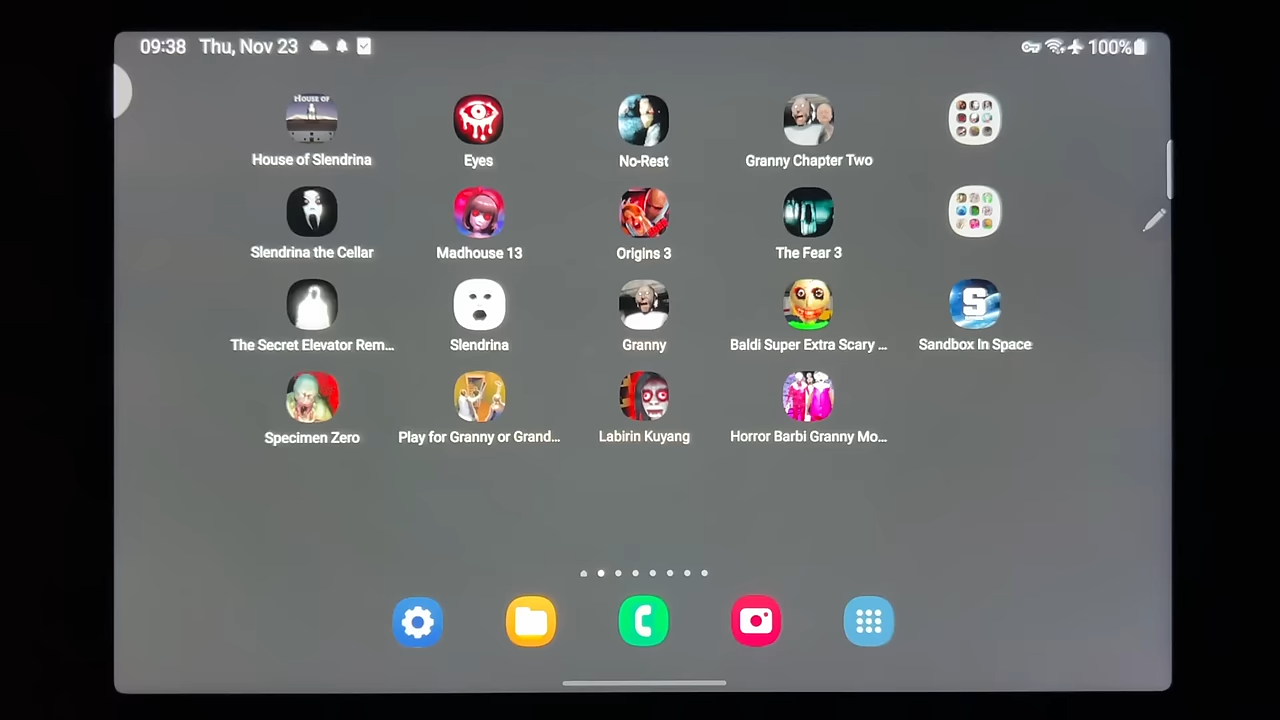 09:38 Thu, Nov 23
100%
HOUSE OF
House of Slendrina
Eyes
No-Rest
Granny Chapter Two
Slendrina the Cellar
Madhouse 13
Origins 3
The Fear 3
The Secret Elevator Rem...
Slendrina
Granny
Baldi Super Extra Scary ...
S
Sandbox In Space
Specimen Zero
Play for Granny or Grand...
Labirin Kuyang
Horror Barbi Granny Mo...